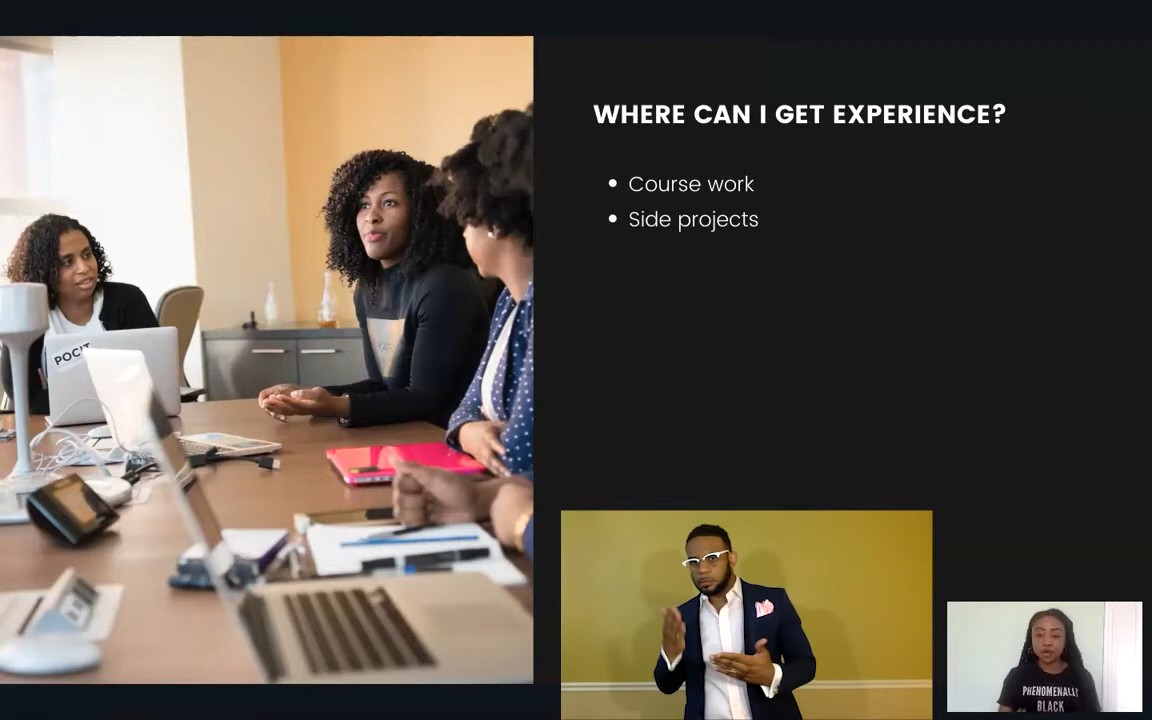 WHERE CAN I GET EXPERIENCE?
• Course work
• Side projects
POCIT
PHENOMENALLY
BLACK